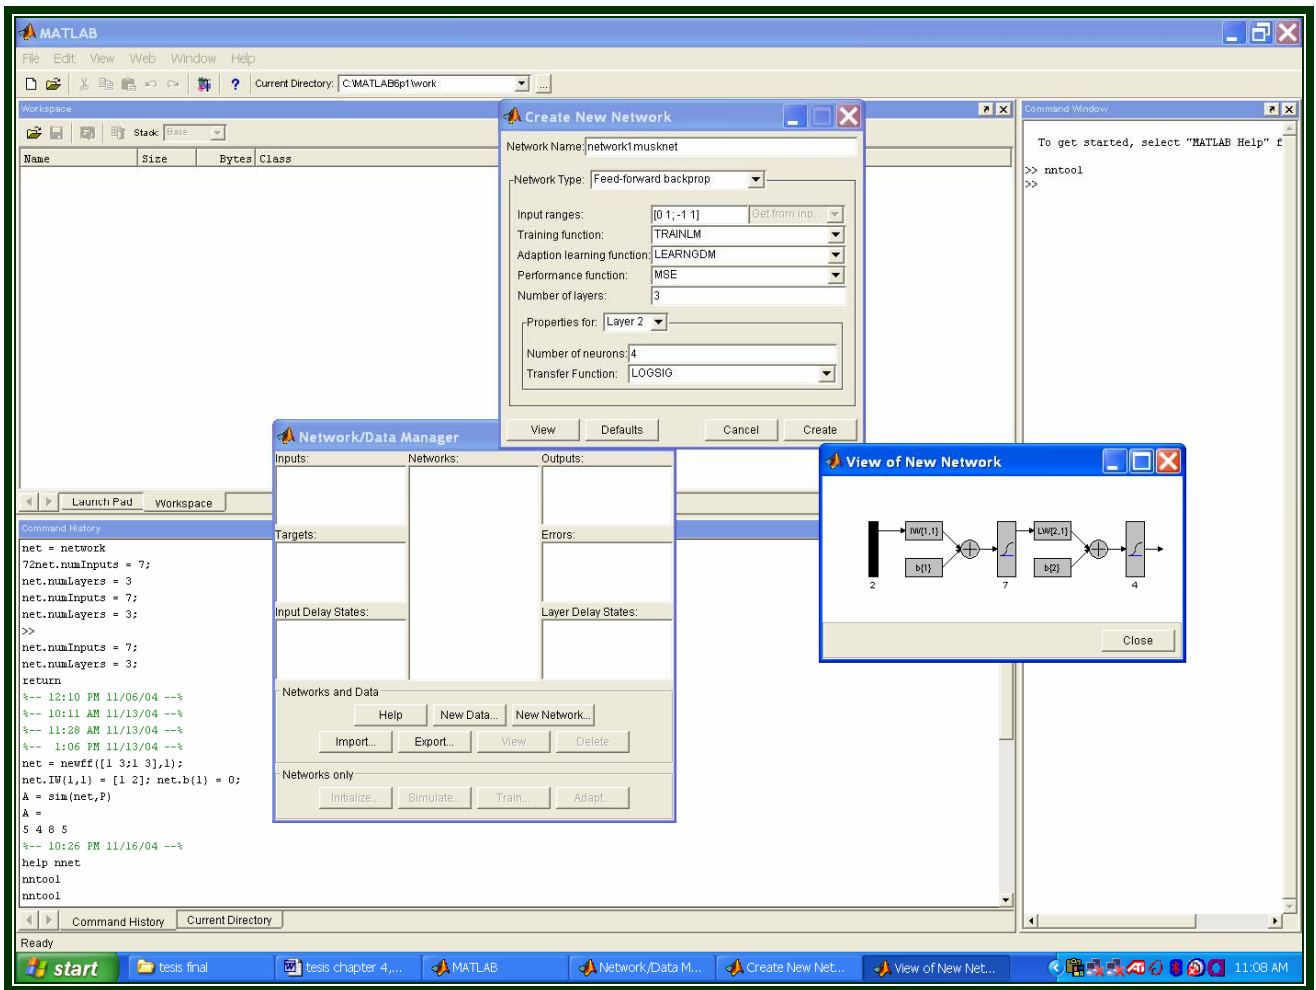 MATLAB
File Edit View Web Window Help
? Current Directory: C:\MATLAB6p1\work ...
Workspace
Stack: Base
Name Size Bytes Class
Launch Pad Workspace
Command History
net = network
72net.numInputs = 7;
net.numLayers = 3
net.numInputs = 7;
net.numLayers = 3;
>>
net.numInputs = 7;
net.numLayers = 3;
return
%-- 12:10 PM 11/06/04 --%
%-- 10:11 AM 11/13/04 --%
%-- 11:28 AM 11/13/04 --%
%-- 1:06 PM 11/13/04 --%
net = newff([1 3;1 3],1);
net.IW{1,1} = [1 2]; net.b{1} = 0;
A = sim(net,P)
A =
5 4 8 5
%-- 10:26 PM 11/16/04 --%
help nnet
nntool
nntool
Command History Current Directory
Ready
Command Window
To get started, select "MATLAB Help" f
>> nntool
>>
Create New Network
Network Name: network1musknet
Network Type: Feed-forward backprop
Input ranges: [0 1; -1 1] Get from inp...
Training function: TRAINLM
Adaption learning function: LEARNGDM
Performance function: MSE
Number of layers: 3
Properties for: Layer 2
Number of neurons: 4
Transfer Function: LOGSIG
View Defaults Cancel Create
Network/Data Manager
Inputs: Networks: Outputs:
Targets: Errors:
Input Delay States: Layer Delay States:
Networks and Data
Help New Data... New Network...
Import... Export... View Delete
Networks only
Initialize... Simulate... Train... Adapt...
View of New Network
IW{1,1} LW{2,1}
b{1} b{2}
2 7 4
Close
start tesis final tesis chapter 4,... MATLAB Network/Data M... Create New Net... View of New Net... ATI 11:08 AM